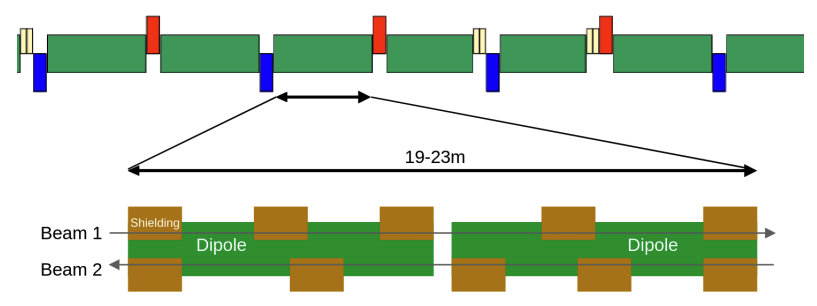 19-23m
Shielding
Beam 1
Dipole
Dipole
Beam 2